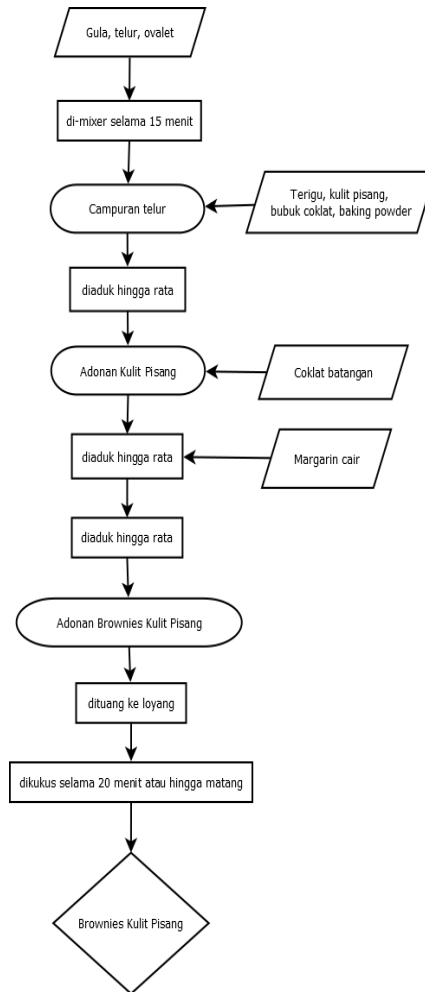 Gula, telur, ovalet
di-mixer selama 15 menit
Campuran telur
Terigu, kulit pisang,
bubuk coklat, baking powder
diaduk hingga rata
Adonan Kulit Pisang
Coklat batangan
diaduk hingga rata
Margarin cair
diaduk hingga rata
Adonan Brownies Kulit Pisang
dituang ke loyang
dikukus selama 20 menit atau hingga matang
Brownies Kulit Pisang